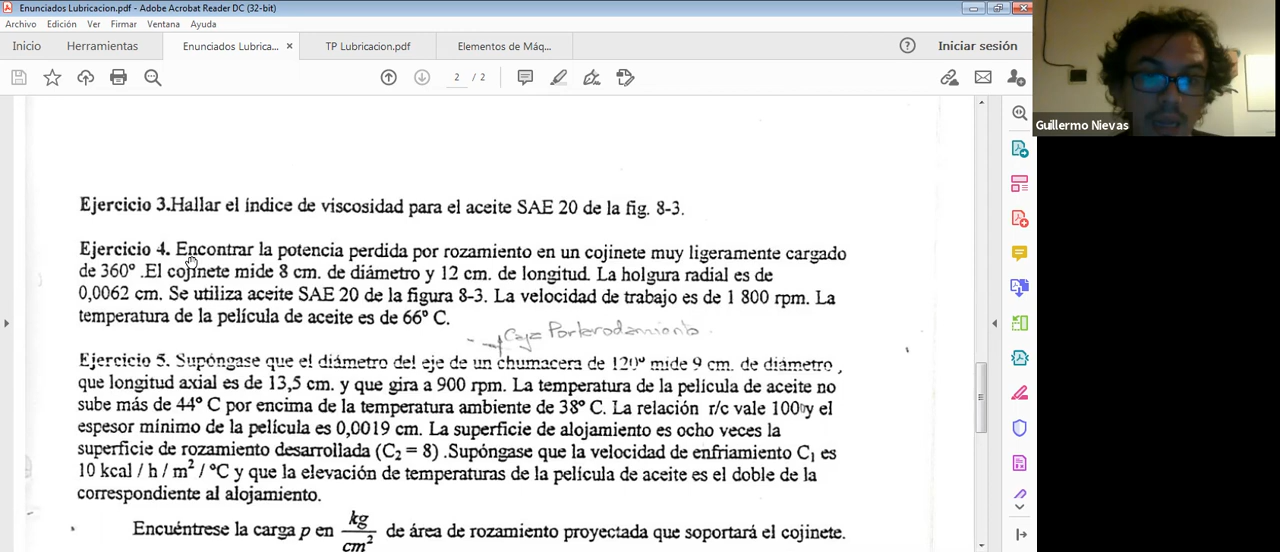 Enunciados Lubricacion.pdf - Adobe Acrobat Reader DC (32-bit)
Archivo Edición Ver Firmar Ventana Ayuda
Inicio Herramientas Enunciados Lubrica... × TP Lubricacion.pdf Elementos de Máq... Iniciar sesión
2 / 2
Guillermo Nievas
Ejercicio 3.Hallar el índice de viscosidad para el aceite SAE 20 de la fig. 8-3.
Ejercicio 4. Encontrar la potencia perdida por rozamiento en un cojinete muy ligeramente cargado
de 360º .El cojinete mide 8 cm. de diámetro y 12 cm. de longitud. La holgura radial es de
0,0062 cm. Se utiliza aceite SAE 20 de la figura 8-3. La velocidad de trabajo es de 1 800 rpm. La
temperatura de la película de aceite es de 66º C.
Caja Portarodamiento
Ejercicio 5. Supóngase que el diámetro del eje de un chumacera de 120º mide 9 cm. de diámetro ,
que longitud axial es de 13,5 cm. y que gira a 900 rpm. La temperatura de la película de aceite no
sube más de 44º C por encima de la temperatura ambiente de 38º C. La relación r/c vale 1000 y el
espesor mínimo de la película es 0,0019 cm. La superficie de alojamiento es ocho veces la
superficie de rozamiento desarrollada (C₂ = 8) .Supóngase que la velocidad de enfriamiento C₁ es
10 kcal / h / m² / ºC y que la elevación de temperaturas de la película de aceite es el doble de la
correspondiente al alojamiento.
Encuéntrese la carga p en kg/cm² de área de rozamiento proyectada que soportará el cojinete.